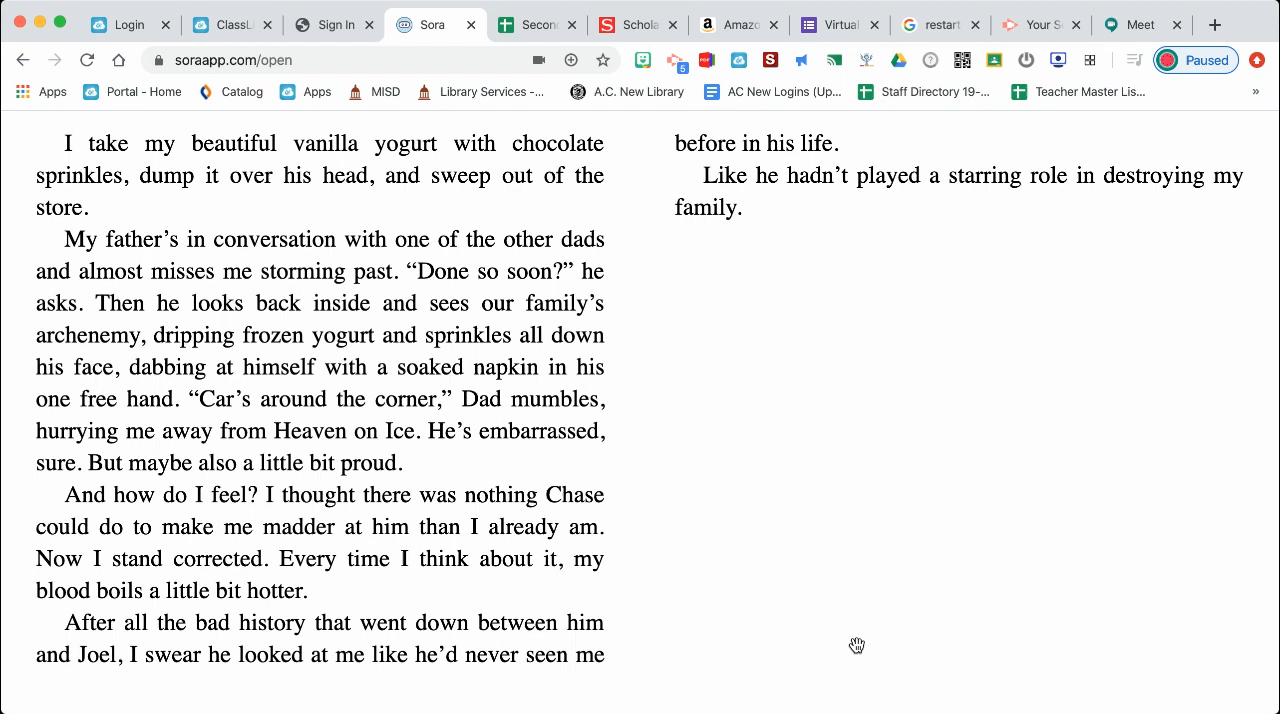 Login
ClassLi
Sign In
Sora
Secon
Schola
Amazo
Virtual
restart
Your S
Meet
soraapp.com/open
5
Paused
Apps
Portal - Home
Catalog
Apps
MISD
Library Services -...
A.C. New Library
AC New Logins (Up...
Staff Directory 19-...
Teacher Master Lis...
»
I take my beautiful vanilla yogurt with chocolate
sprinkles, dump it over his head, and sweep out of the
store.
My father’s in conversation with one of the other dads
and almost misses me storming past. “Done so soon?” he
asks. Then he looks back inside and sees our family’s
archenemy, dripping frozen yogurt and sprinkles all down
his face, dabbing at himself with a soaked napkin in his
one free hand. “Car’s around the corner,” Dad mumbles,
hurrying me away from Heaven on Ice. He’s embarrassed,
sure. But maybe also a little bit proud.
And how do I feel? I thought there was nothing Chase
could do to make me madder at him than I already am.
Now I stand corrected. Every time I think about it, my
blood boils a little bit hotter.
After all the bad history that went down between him
and Joel, I swear he looked at me like he’d never seen me
before in his life.
Like he hadn’t played a starring role in destroying my
family.